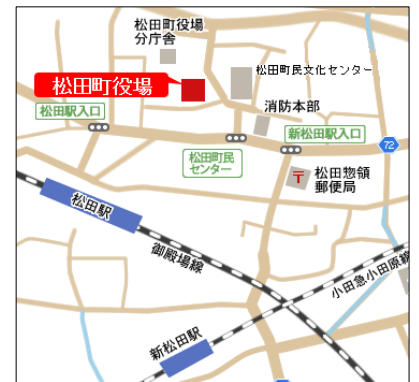 松田町役場
分庁舎
松田町役場
松田町民文化センター
松田駅入口
消防本部
新松田駅入口
72
松田町民
センター
松田惣領
郵便局
松田駅
御殿場線
小田急小田原線
新松田駅